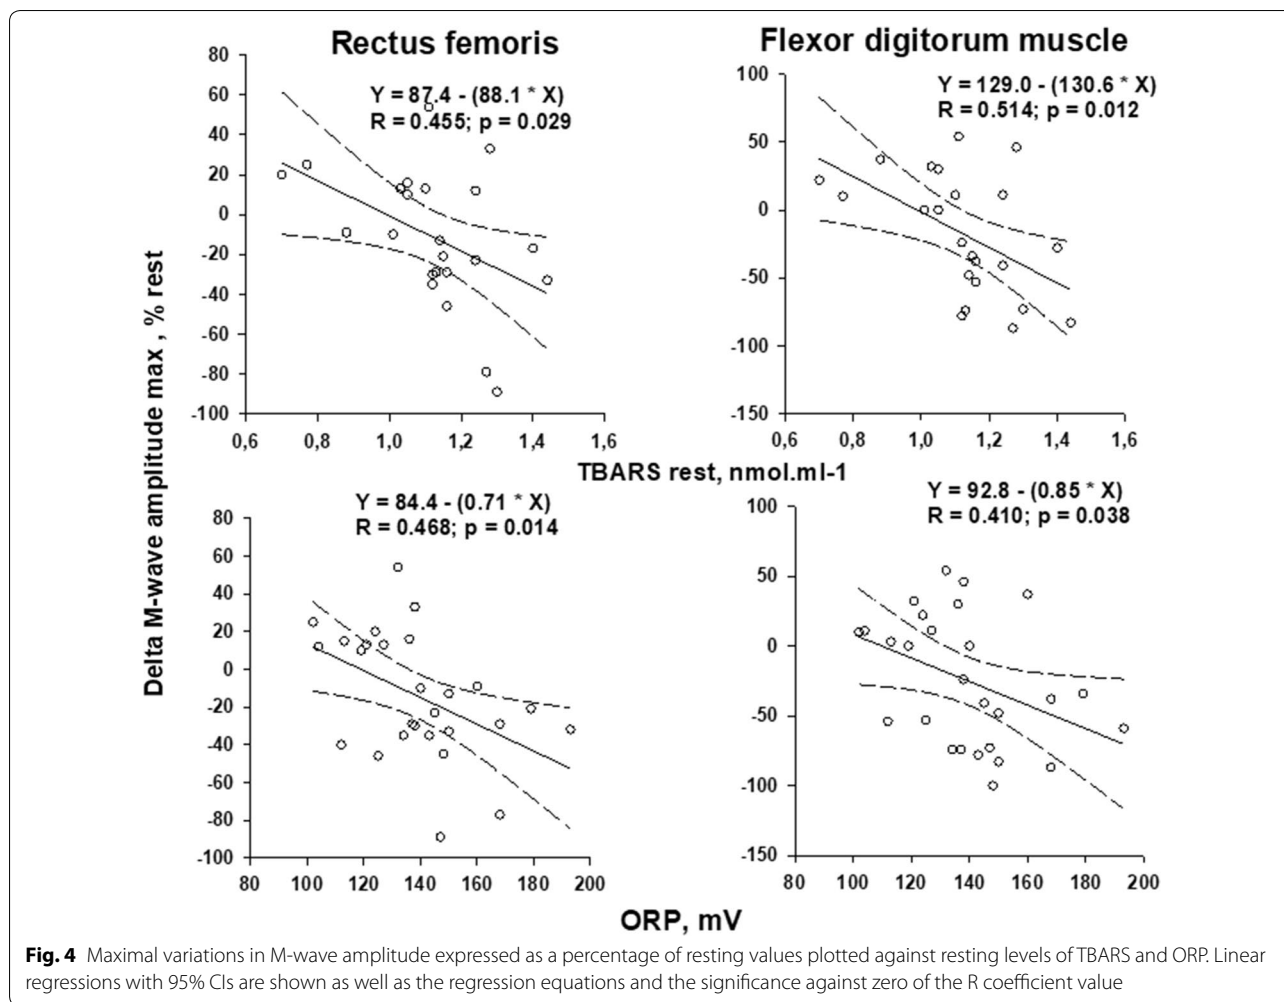 Rectus femoris
Flexor digitorum muscle
Y = 87.4 - (88.1 * X)
R = 0.455; p = 0.029
Y = 129.0 - (130.6 * X)
R = 0.514; p = 0.012
80
60
40
20
0
-20
-40
-60
-80
-100
0,6 0,8 1,0 1,2 1,4 1,6
100
50
0
-50
-100
-150
0,6 0,8 1,0 1,2 1,4 1,6
TBARS rest, nmol.ml-1
Delta M-wave amplitude max , % rest
Y = 84.4 - (0.71 * X)
R = 0.468; p = 0.014
Y = 92.8 - (0.85 * X)
R = 0.410; p = 0.038
80
60
40
20
0
-20
-40
-60
-80
-100
80 100 120 140 160 180 200
100
50
0
-50
-100
-150
80 100 120 140 160 180 200
ORP, mV
Fig. 4 Maximal variations in M-wave amplitude expressed as a percentage of resting values plotted against resting levels of TBARS and ORP. Linear
regressions with 95% CIs are shown as well as the regression equations and the significance against zero of the R coefficient value